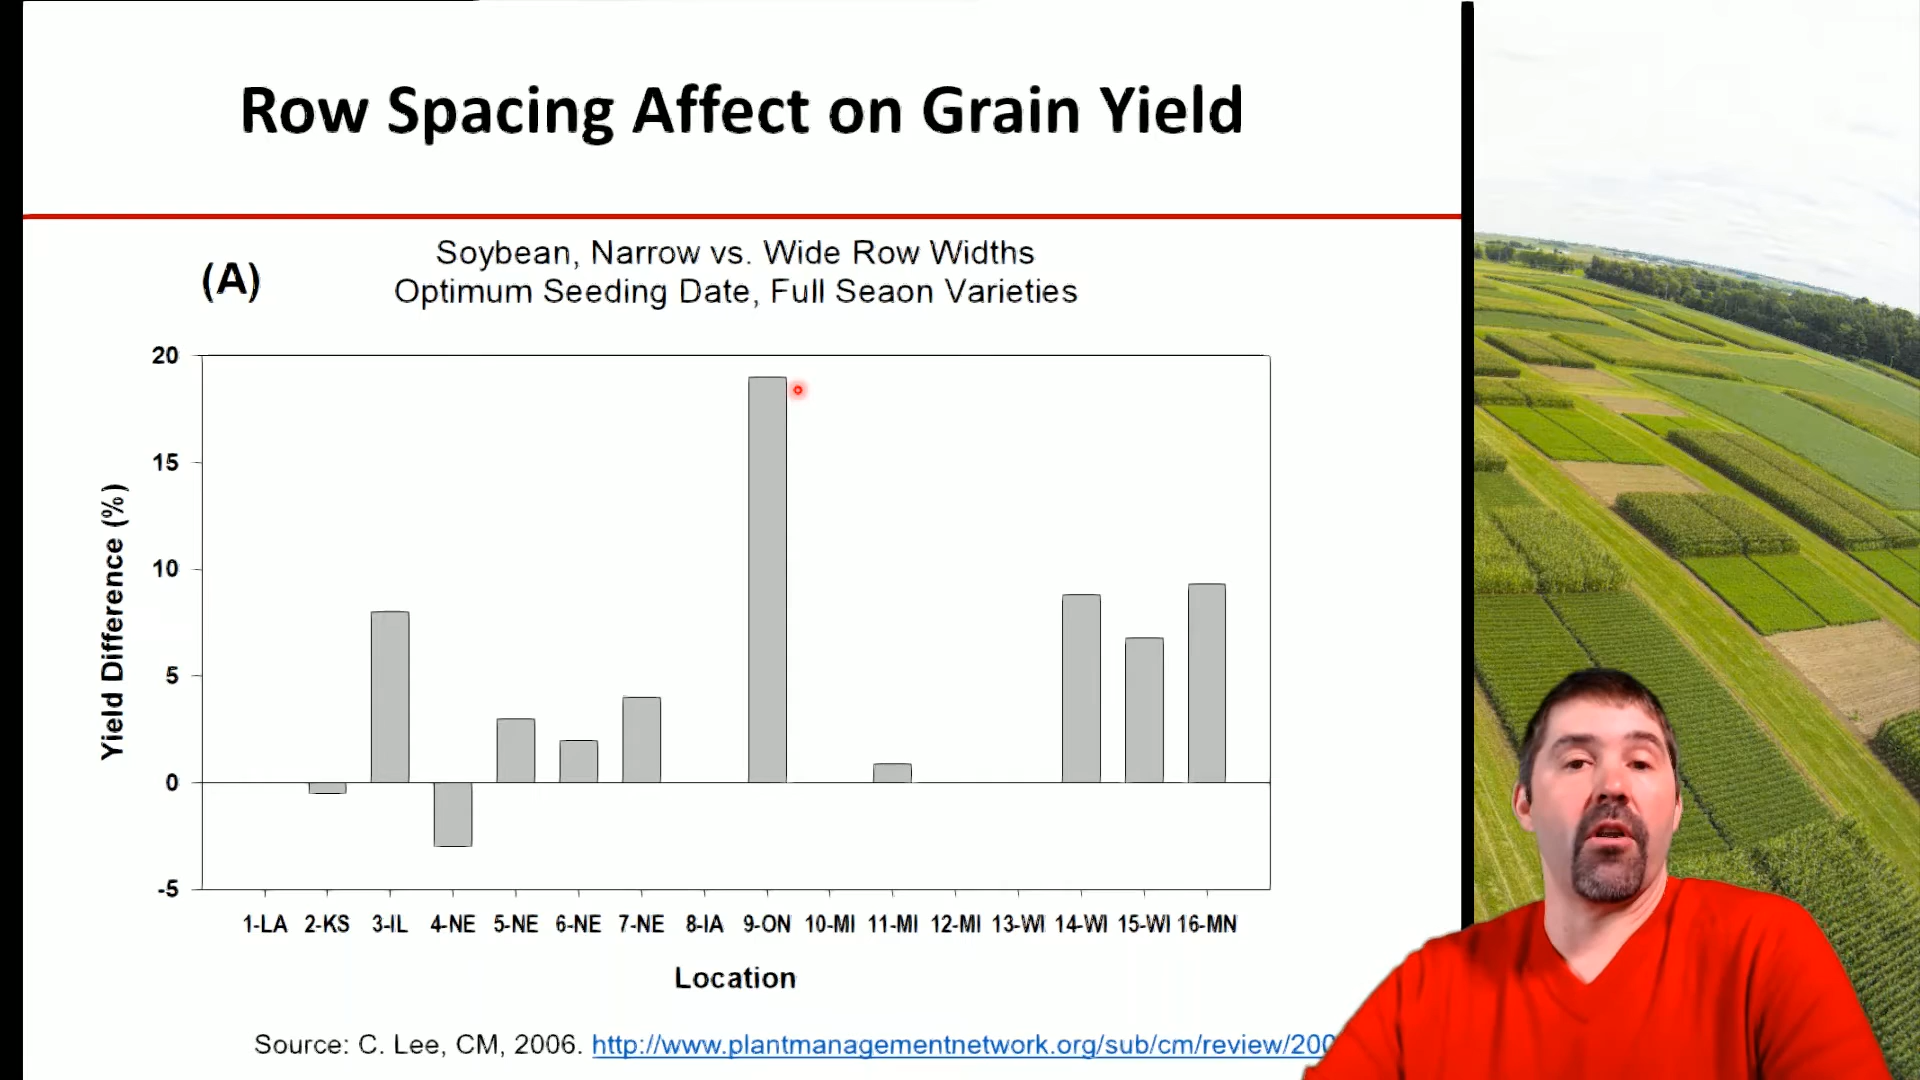 Row Spacing Affect on Grain Yield
(A)
Soybean, Narrow vs. Wide Row Widths
Optimum Seeding Date, Full Seaon Varieties
Yield Difference (%)
20
15
10
5
0
-5
1-LA 2-KS 3-IL 4-NE 5-NE 6-NE 7-NE 8-IA 9-ON 10-MI 11-MI 12-MI 13-WI 14-WI 15-WI 16-MN
Location
Source: C. Lee, CM, 2006. http://www.plantmanagementnetwork.org/sub/cm/review/200